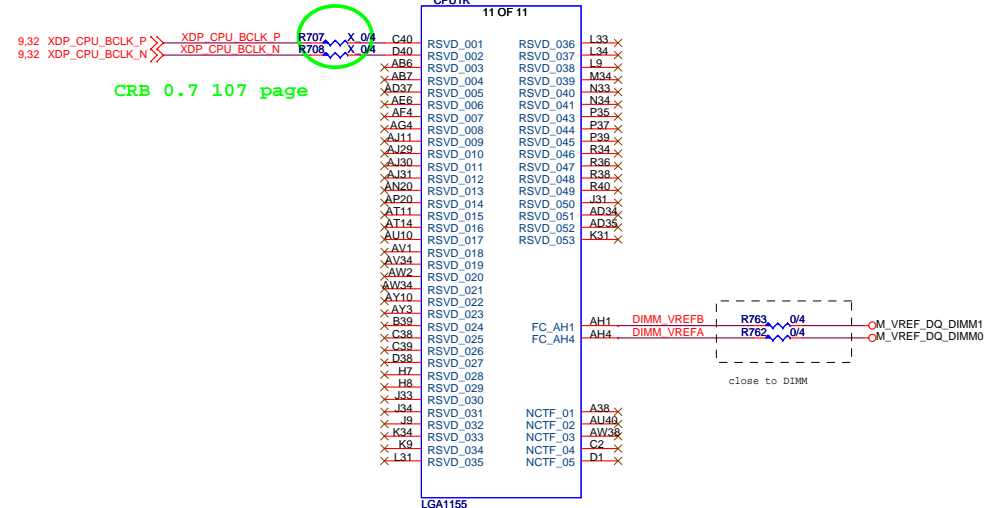 CPU1K
11 OF 11
9,32 XDP_CPU_BCLK_P XDP_CPU_BCLK_P R707 X_0/4 C40 RSVD_001
9,32 XDP_CPU_BCLK_N XDP_CPU_BCLK_N R708 X_0/4 D40 RSVD_002
CRB 0.7 107 page
AB6 RSVD_003
AB7 RSVD_004
AD37 RSVD_005
AE6 RSVD_006
AF4 RSVD_007
AG4 RSVD_008
AJ11 RSVD_009
AJ29 RSVD_010
AJ30 RSVD_011
AJ31 RSVD_012
AN20 RSVD_013
AP20 RSVD_014
AT11 RSVD_015
AT14 RSVD_016
AU10 RSVD_017
AV1 RSVD_018
AV34 RSVD_019
AW2 RSVD_020
AW34 RSVD_021
AY10 RSVD_022
AY3 RSVD_023
B39 RSVD_024
C38 RSVD_025
C39 RSVD_026
D38 RSVD_027
H7 RSVD_028
H8 RSVD_029
J33 RSVD_030
J34 RSVD_031
J9 RSVD_032
K34 RSVD_033
K9 RSVD_034
L31 RSVD_035
RSVD_036 L33
RSVD_037 L34
RSVD_038 L9
RSVD_039 M34
RSVD_040 N33
RSVD_041 N34
RSVD_043 P35
RSVD_044 P37
RSVD_045 P39
RSVD_046 R34
RSVD_047 R36
RSVD_048 R38
RSVD_049 R40
RSVD_050 J31
RSVD_051 AD34
RSVD_052 AD35
RSVD_053 K31
FC_AH1 AH1 DIMM_VREFB R763 0/4 M_VREF_DQ_DIMM1
FC_AH4 AH4 DIMM_VREFA R762 0/4 M_VREF_DQ_DIMM0
close to DIMM
NCTF_01 A38
NCTF_02 AU40
NCTF_03 AW38
NCTF_04 C2
NCTF_05 D1
LGA1155